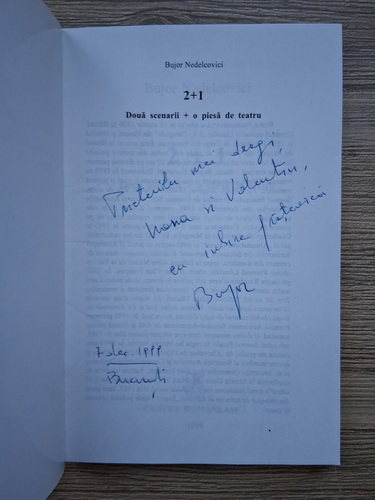 Bujor Nedelcovici
2+1
Două scenarii + o piesă de teatru
Prietenilor mei dragi,
Nona și Valentin,
cu iubire frățească
Bujor
7 dec. 1999
București